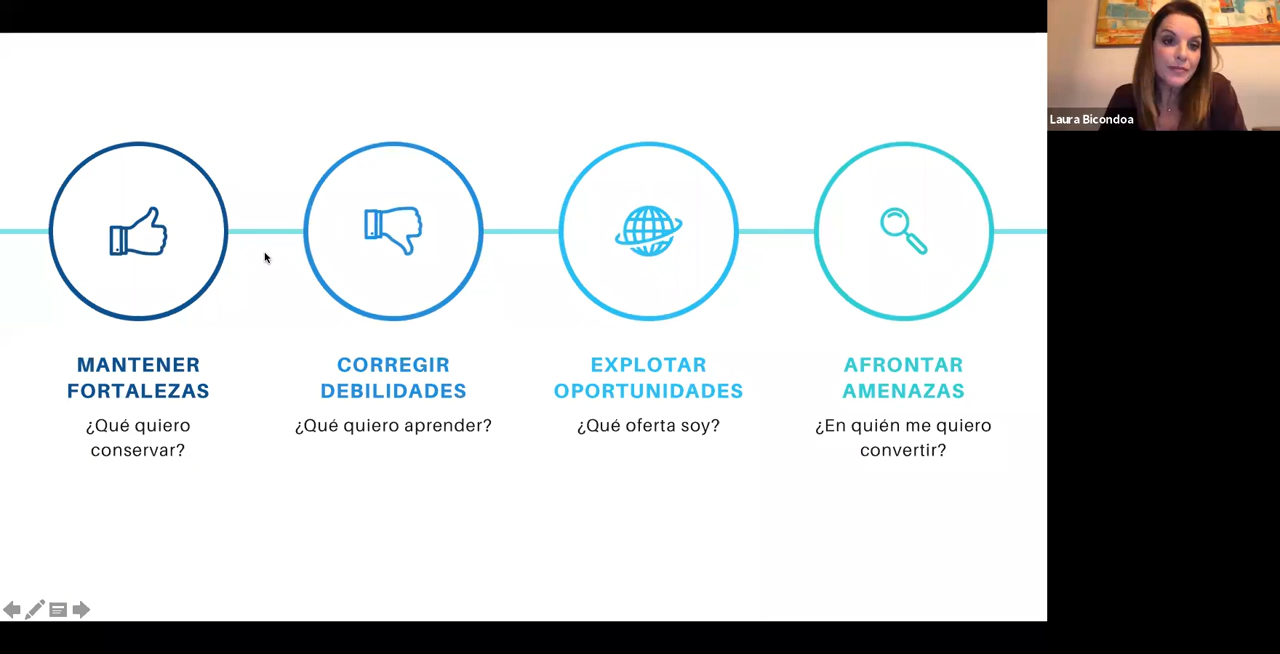 Laura Bicondoa
MANTENER
FORTALEZAS
¿Qué quiero
conservar?
CORREGIR
DEBILIDADES
¿Qué quiero aprender?
EXPLOTAR
OPORTUNIDADES
¿Qué oferta soy?
AFRONTAR
AMENAZAS
¿En quién me quiero
convertir?